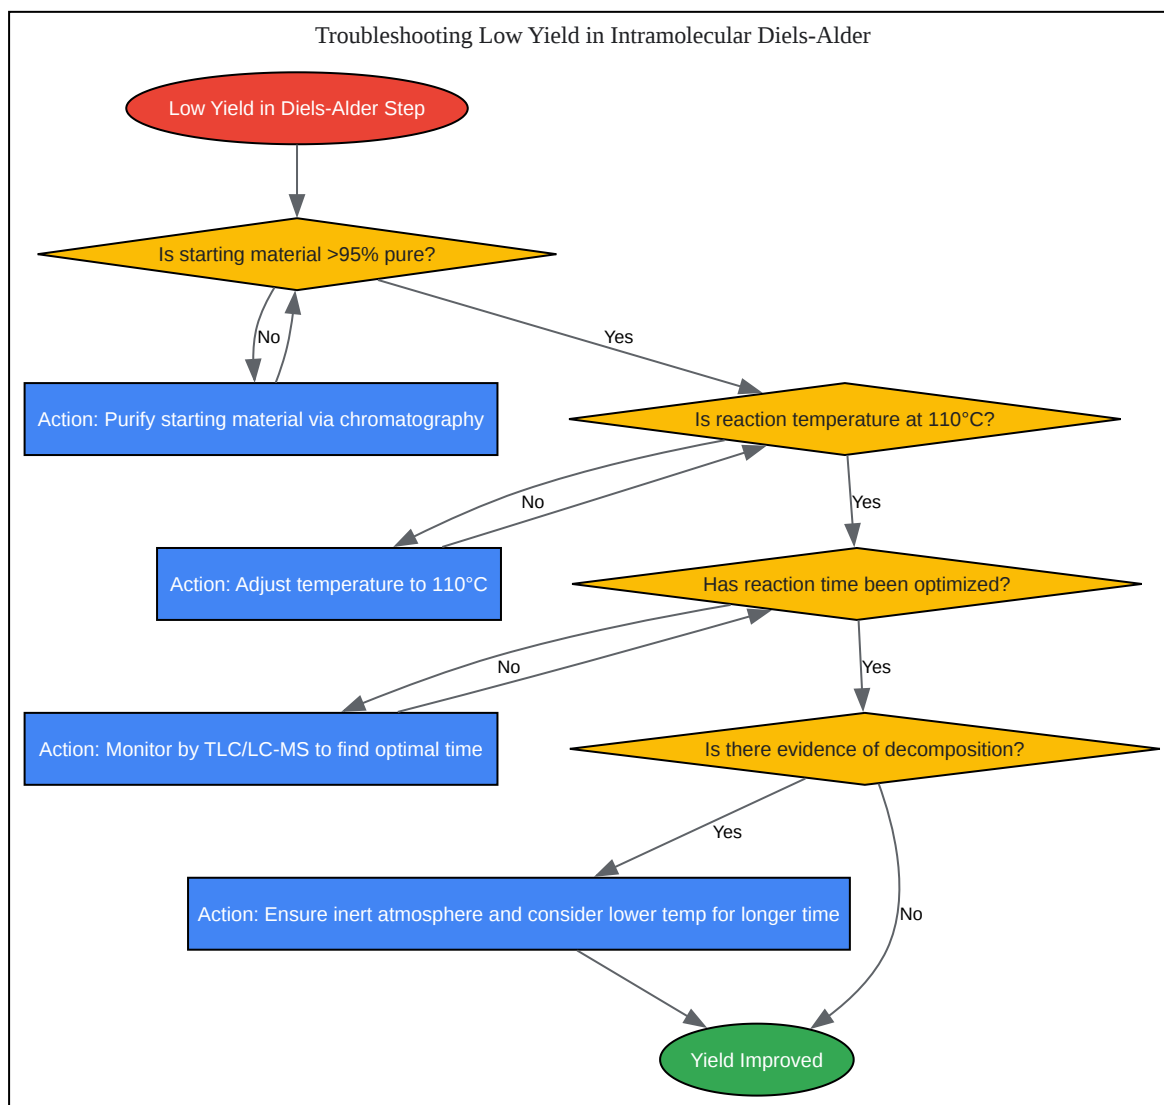 Troubleshooting Low Yield in Intramolecular Diels-Alder
Low Yield in Diels-Alder Step
Is starting material >95% pure?
No
Yes
Action: Purify starting material via chromatography
Is reaction temperature at 110°C?
No
Yes
Action: Adjust temperature to 110°C
Has reaction time been optimized?
No
Yes
Action: Monitor by TLC/LC-MS to find optimal time
Is there evidence of decomposition?
Yes
Action: Ensure inert atmosphere and consider lower temp for longer time
No
Yield Improved